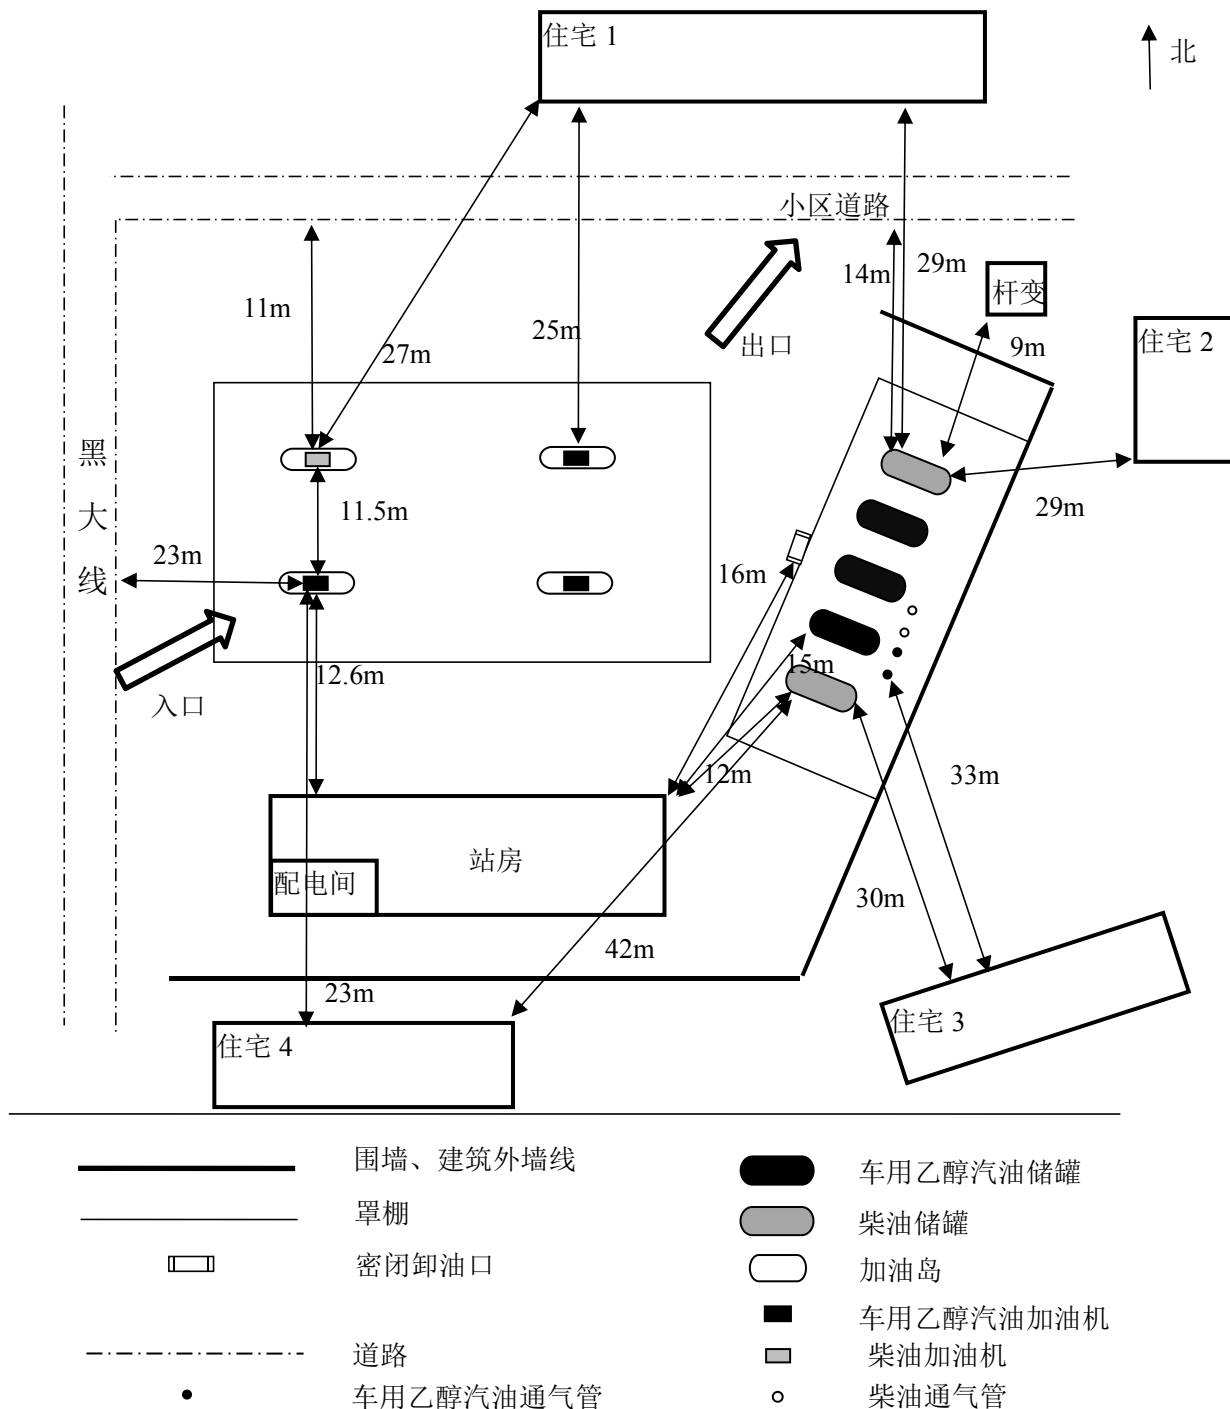 住宅 1
北
小区道路
14m
29m
杆变
11m
25m
出口
9m
住宅 2
27m
黑
大
线
11.5m
29m
23m
16m
15m
12.6m
入口
12m
33m
站房
配电间
30m
42m
23m
住宅 3
住宅 4
围墙、建筑外墙线
车用乙醇汽油储罐
罩棚
柴油储罐
密闭卸油口
加油岛
车用乙醇汽油加油机
道路
柴油加油机
车用乙醇汽油通气管
柴油通气管